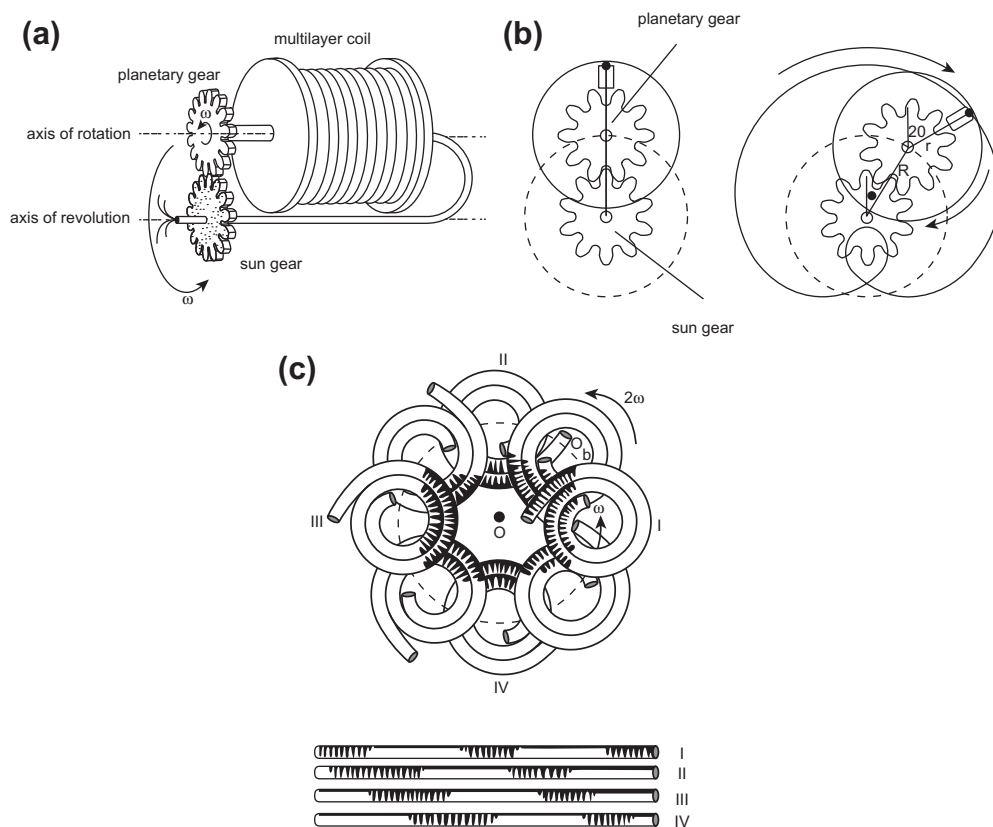 (a)
multilayer coil
planetary gear
ω
axis of rotation
axis of revolution
sun gear
ω
(b)
planetary gear
20
r
R
sun gear
(c)
II
2ω
O
b
ω
III
O
I
IV
I
II
III
IV